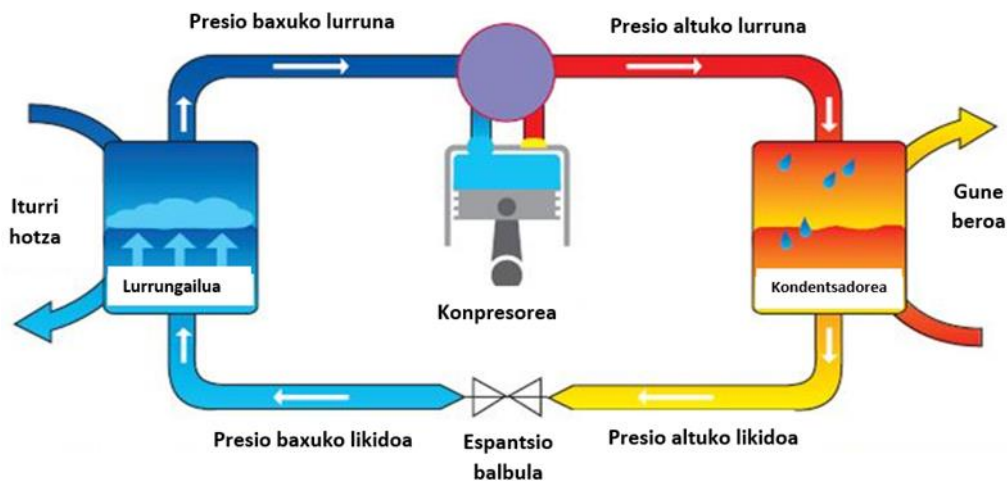 Presio baxuko lurruna
Presio altuko lurruna
Iturri
hotza
Gune
beroa
Lurrungailua
Kondentsadorea
Konpresorea
Presio baxuko likidoa
Espantsio
balbula
Presio altuko likidoa